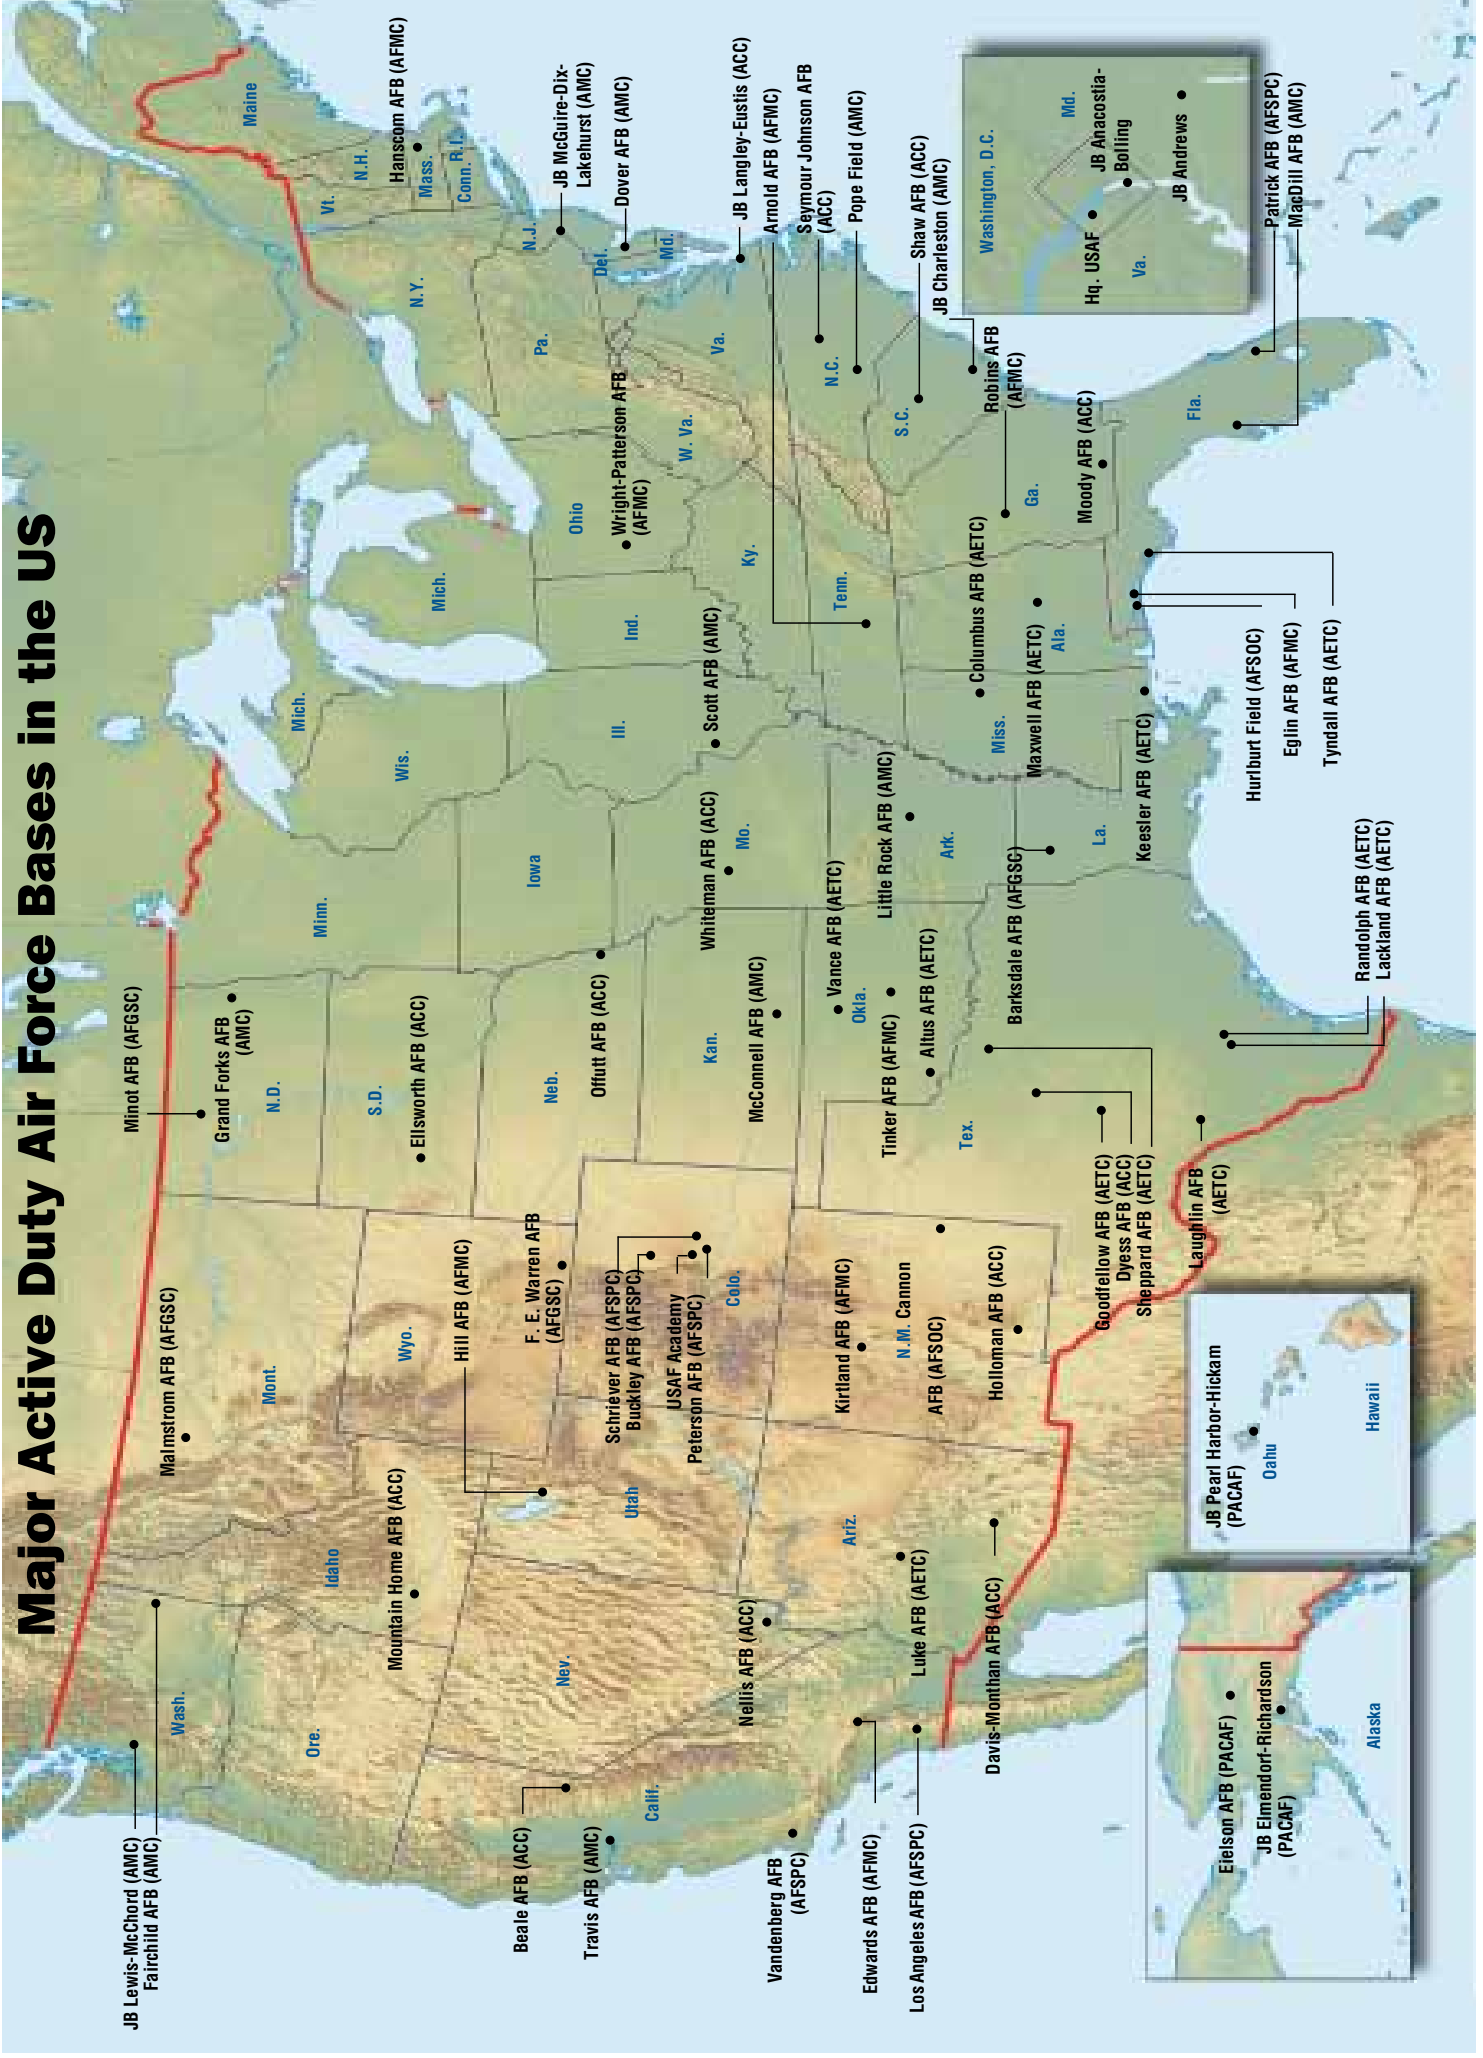 Major Active Duty Air Force Bases in the US
JB Lewis-McChord (AMC)
Fairchild AFB (AMC)
Wash.
Malmstrom AFB (AFGSC)
Mont.
Minot AFB (AFGSC)
Grand Forks AFB
(AMC)
N.D.
Minn.
Mich.
Mich.
Wis.
Maine
Vt.
N.H.
Hanscom AFB (AFMC)
Mass.
Conn.
R.I.
N.Y.
Ore.
Idaho
Mountain Home AFB (ACC)
Wyo.
S.D.
Ellsworth AFB (ACC)
Iowa
Hill AFB (AFMC)
F. E. Warren AFB
(AFGSC)
Neb.
Offutt AFB (ACC)
Ohio
Wright-Patterson AFB
(AFMC)
Pa.
N.J.
JB McGuire-Dix-
Lakehurst (AMC)
Del.
Dover AFB (AMC)
Md.
Beale AFB (ACC)
Travis AFB (AMC)
Calif.
Nev.
Utah
Schriever AFB (AFSPC)
Buckley AFB (AFSPC)
USAF Academy
Peterson AFB (AFSPC)
Colo.
Kan.
McConnell AFB (AMC)
Whiteman AFB (ACC)
Mo.
Ill.
Scott AFB (AMC)
Ind.
Ky.
W. Va.
Va.
JB Langley-Eustis (ACC)
Arnold AFB (AFMC)
Seymour Johnson AFB
(ACC)
Pope Field (AMC)
N.C.
Tenn.
Vandenberg AFB
(AFSPC)
Nellis AFB (ACC)
Edwards AFB (AFMC)
Los Angeles AFB (AFSPC)
Ariz.
Luke AFB (AETC)
Davis-Monthan AFB (ACC)
Kirtland AFB (AFMC)
N.M.
Cannon
AFB (AFSOC)
Holloman AFB (ACC)
Vance AFB (AETC)
Okla.
Tinker AFB (AFMC)
Altus AFB (AETC)
Tex.
Little Rock AFB (AMC)
Ark.
Barksdale AFB (AFGSC)
La.
Miss.
Columbus AFB (AETC)
Maxwell AFB (AETC)
Ala.
Keesler AFB (AETC)
S.C.
Shaw AFB (ACC)
JB Charleston (AMC)
Robins AFB
(AFMC)
Ga.
Moody AFB (ACC)
Fla.
Patrick AFB (AFSPC)
MacDill AFB (AMC)
Hurlburt Field (AFSOC)
Eglin AFB (AFMC)
Tyndall AFB (AETC)
Goodfellow AFB (AETC)
Dyess AFB (ACC)
Sheppard AFB (AETC)
Laughlin AFB
(AETC)
Randolph AFB (AETC)
Lackland AFB (AETC)
Washington, D.C.
Md.
Hq. USAF
JB Anacostia-
Bolling
Va.
JB Andrews
Eielson AFB (PACAF)
JB Elmendorf-Richardson
(PACAF)
Alaska
JB Pearl Harbor-Hickam
(PACAF)
Oahu
Hawaii